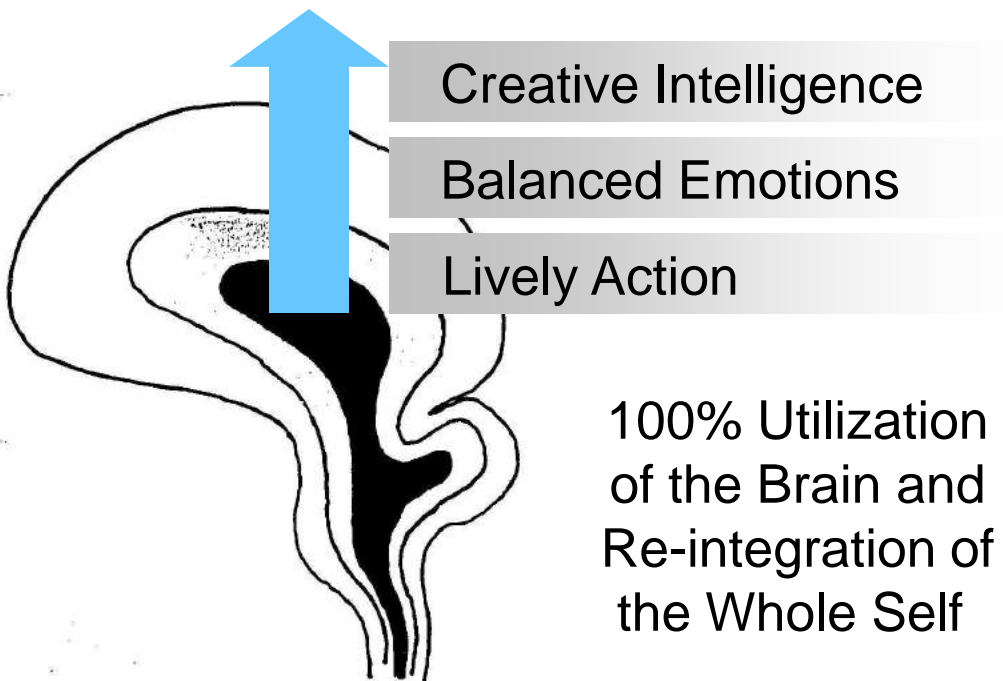 Creative Intelligence
Balanced Emotions
Lively Action
100% Utilization
of the Brain and
Re-integration of
the Whole Self